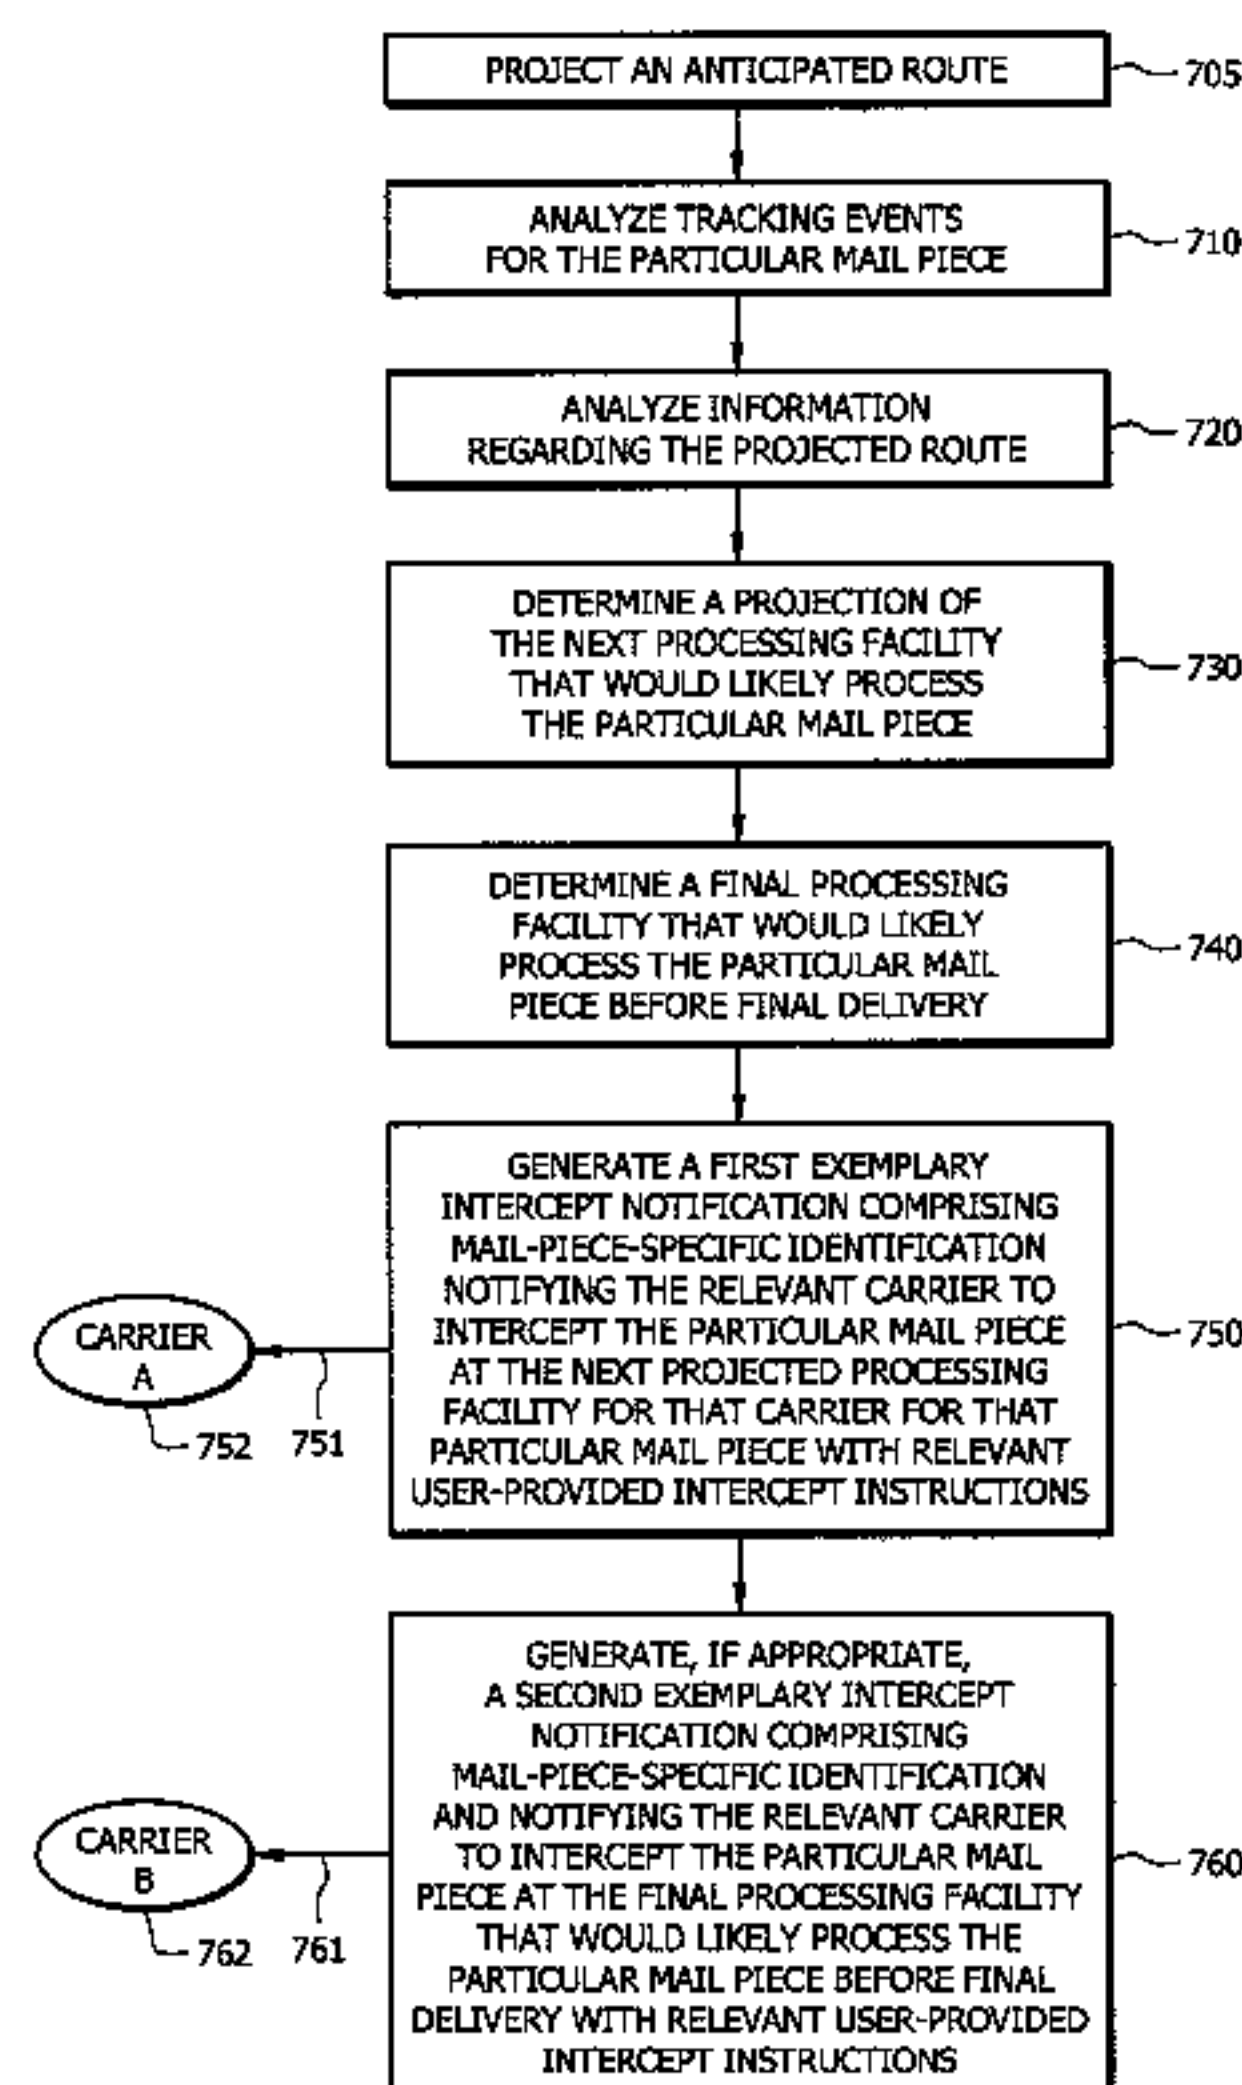 PROJECT AN ANTICIPATED ROUTE
705
ANALYZE TRACKING EVENTS
FOR THE PARTICULAR MAIL PIECE
710
ANALYZE INFORMATION
REGARDING THE PROJECTED ROUTE
720
DETERMINE A PROJECTION OF
THE NEXT PROCESSING FACILITY
THAT WOULD LIKELY PROCESS
THE PARTICULAR MAIL PIECE
730
DETERMINE A FINAL PROCESSING
FACILITY THAT WOULD LIKELY
PROCESS THE PARTICULAR MAIL
PIECE BEFORE FINAL DELIVERY
740
GENERATE A FIRST EXEMPLARY
INTERCEPT NOTIFICATION COMPRISING
MAIL-PIECE-SPECIFIC IDENTIFICATION
NOTIFYING THE RELEVANT CARRIER TO
INTERCEPT THE PARTICULAR MAIL PIECE
AT THE NEXT PROJECTED PROCESSING
FACILITY FOR THAT CARRIER FOR THAT
PARTICULAR MAIL PIECE WITH RELEVANT
USER-PROVIDED INTERCEPT INSTRUCTIONS
750
CARRIER
A
752
751
GENERATE, IF APPROPRIATE,
A SECOND EXEMPLARY INTERCEPT
NOTIFICATION COMPRISING
MAIL-PIECE-SPECIFIC IDENTIFICATION
AND NOTIFYING THE RELEVANT CARRIER
TO INTERCEPT THE PARTICULAR MAIL
PIECE AT THE FINAL PROCESSING FACILITY
THAT WOULD LIKELY PROCESS THE
PARTICULAR MAIL PIECE BEFORE FINAL
DELIVERY WITH RELEVANT USER-PROVIDED
INTERCEPT INSTRUCTIONS
760
CARRIER
B
762
761